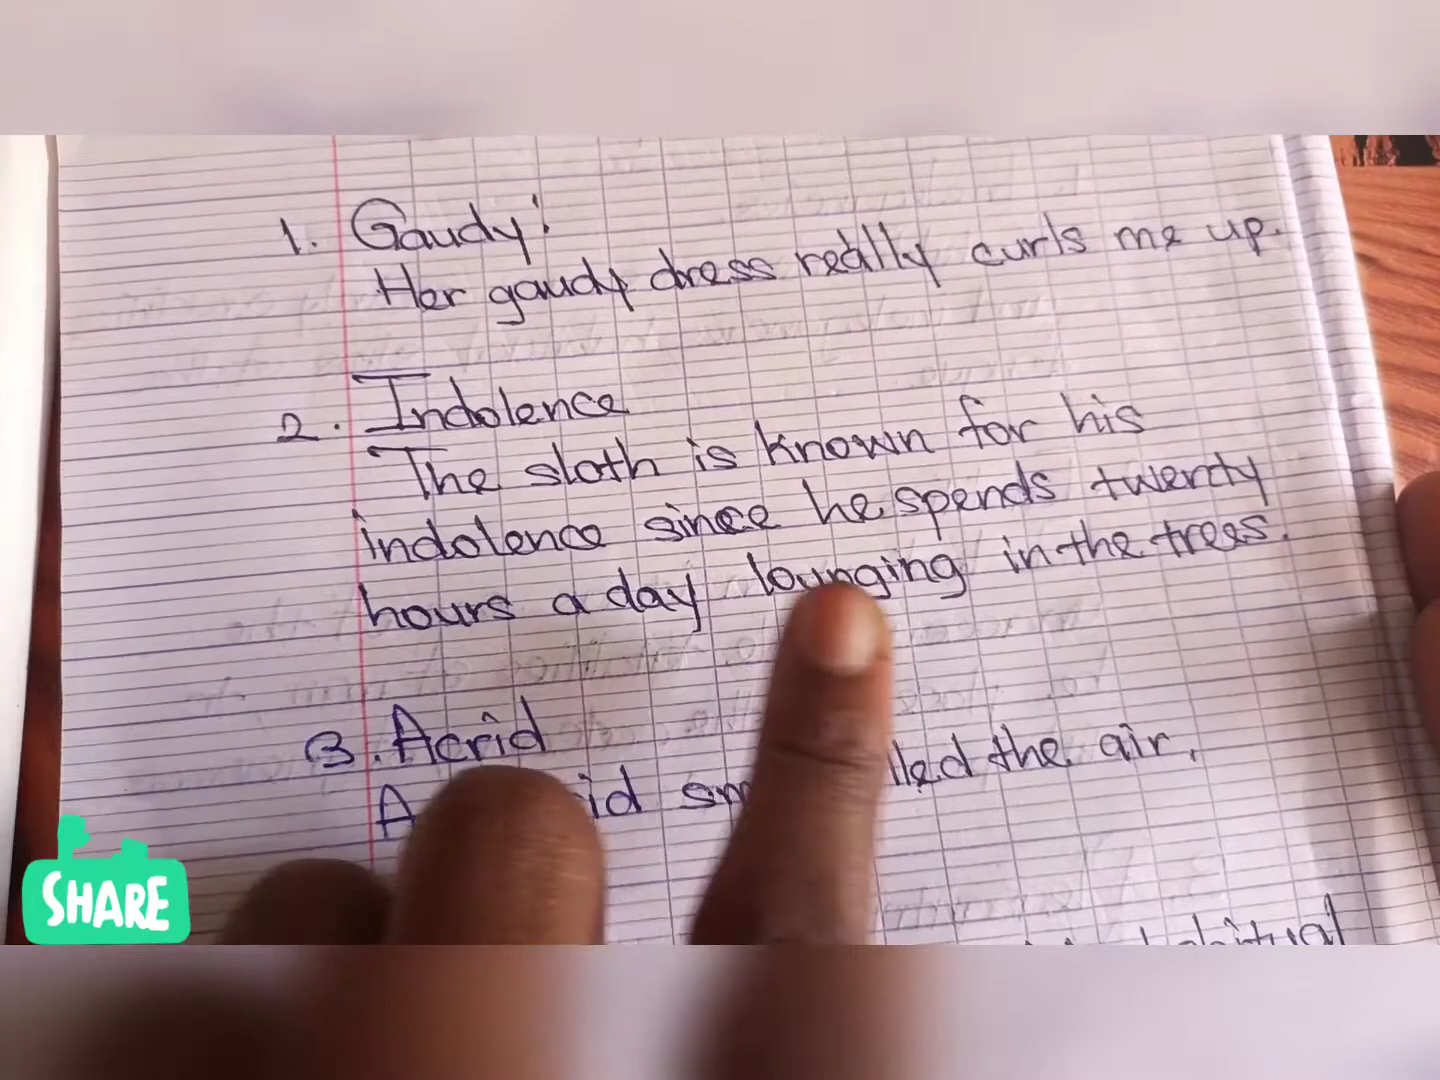 1. Gaudy:
Her gaudy dress really curls me up.
2. Indolence
The sloth is known for his
indolence since he spends twenty
hours a day lounging in the trees.
3. Acrid
A the air.
SHARE